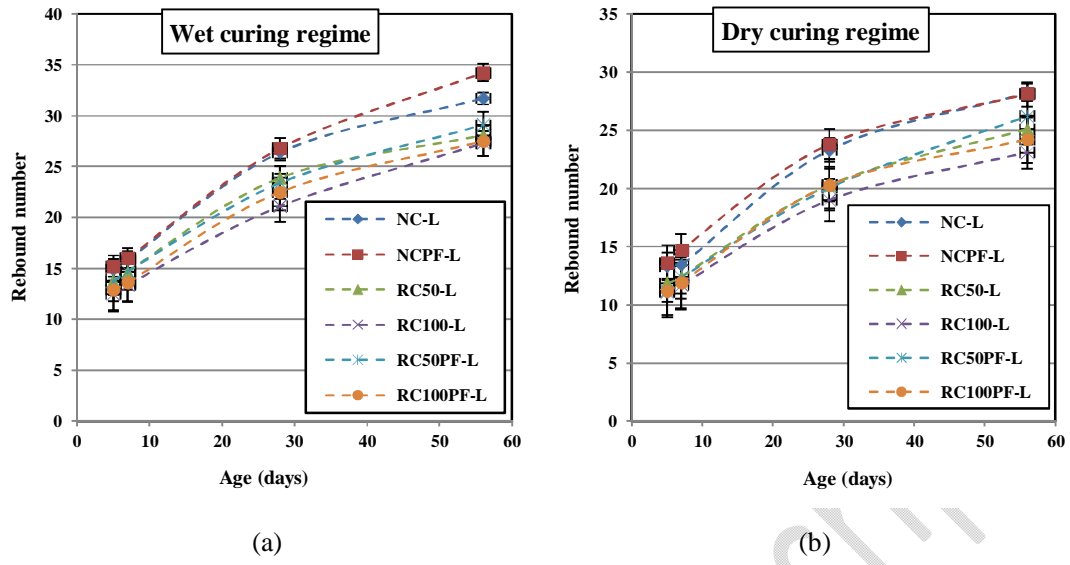 Wet curing regime
Rebound number
40
35
30
25
20
15
10
5
0
NC-L
NCPF-L
RC50-L
RC100-L
RC50PF-L
RC100PF-L
0 10 20 30 40 50 60
Age (days)
(a)
Dry curing regime
Rebound number
35
30
25
20
15
10
5
0
NC-L
NCPF-L
RC50-L
RC100-L
RC50PF-L
RC100PF-L
0 10 20 30 40 50 60
Age (days)
(b)